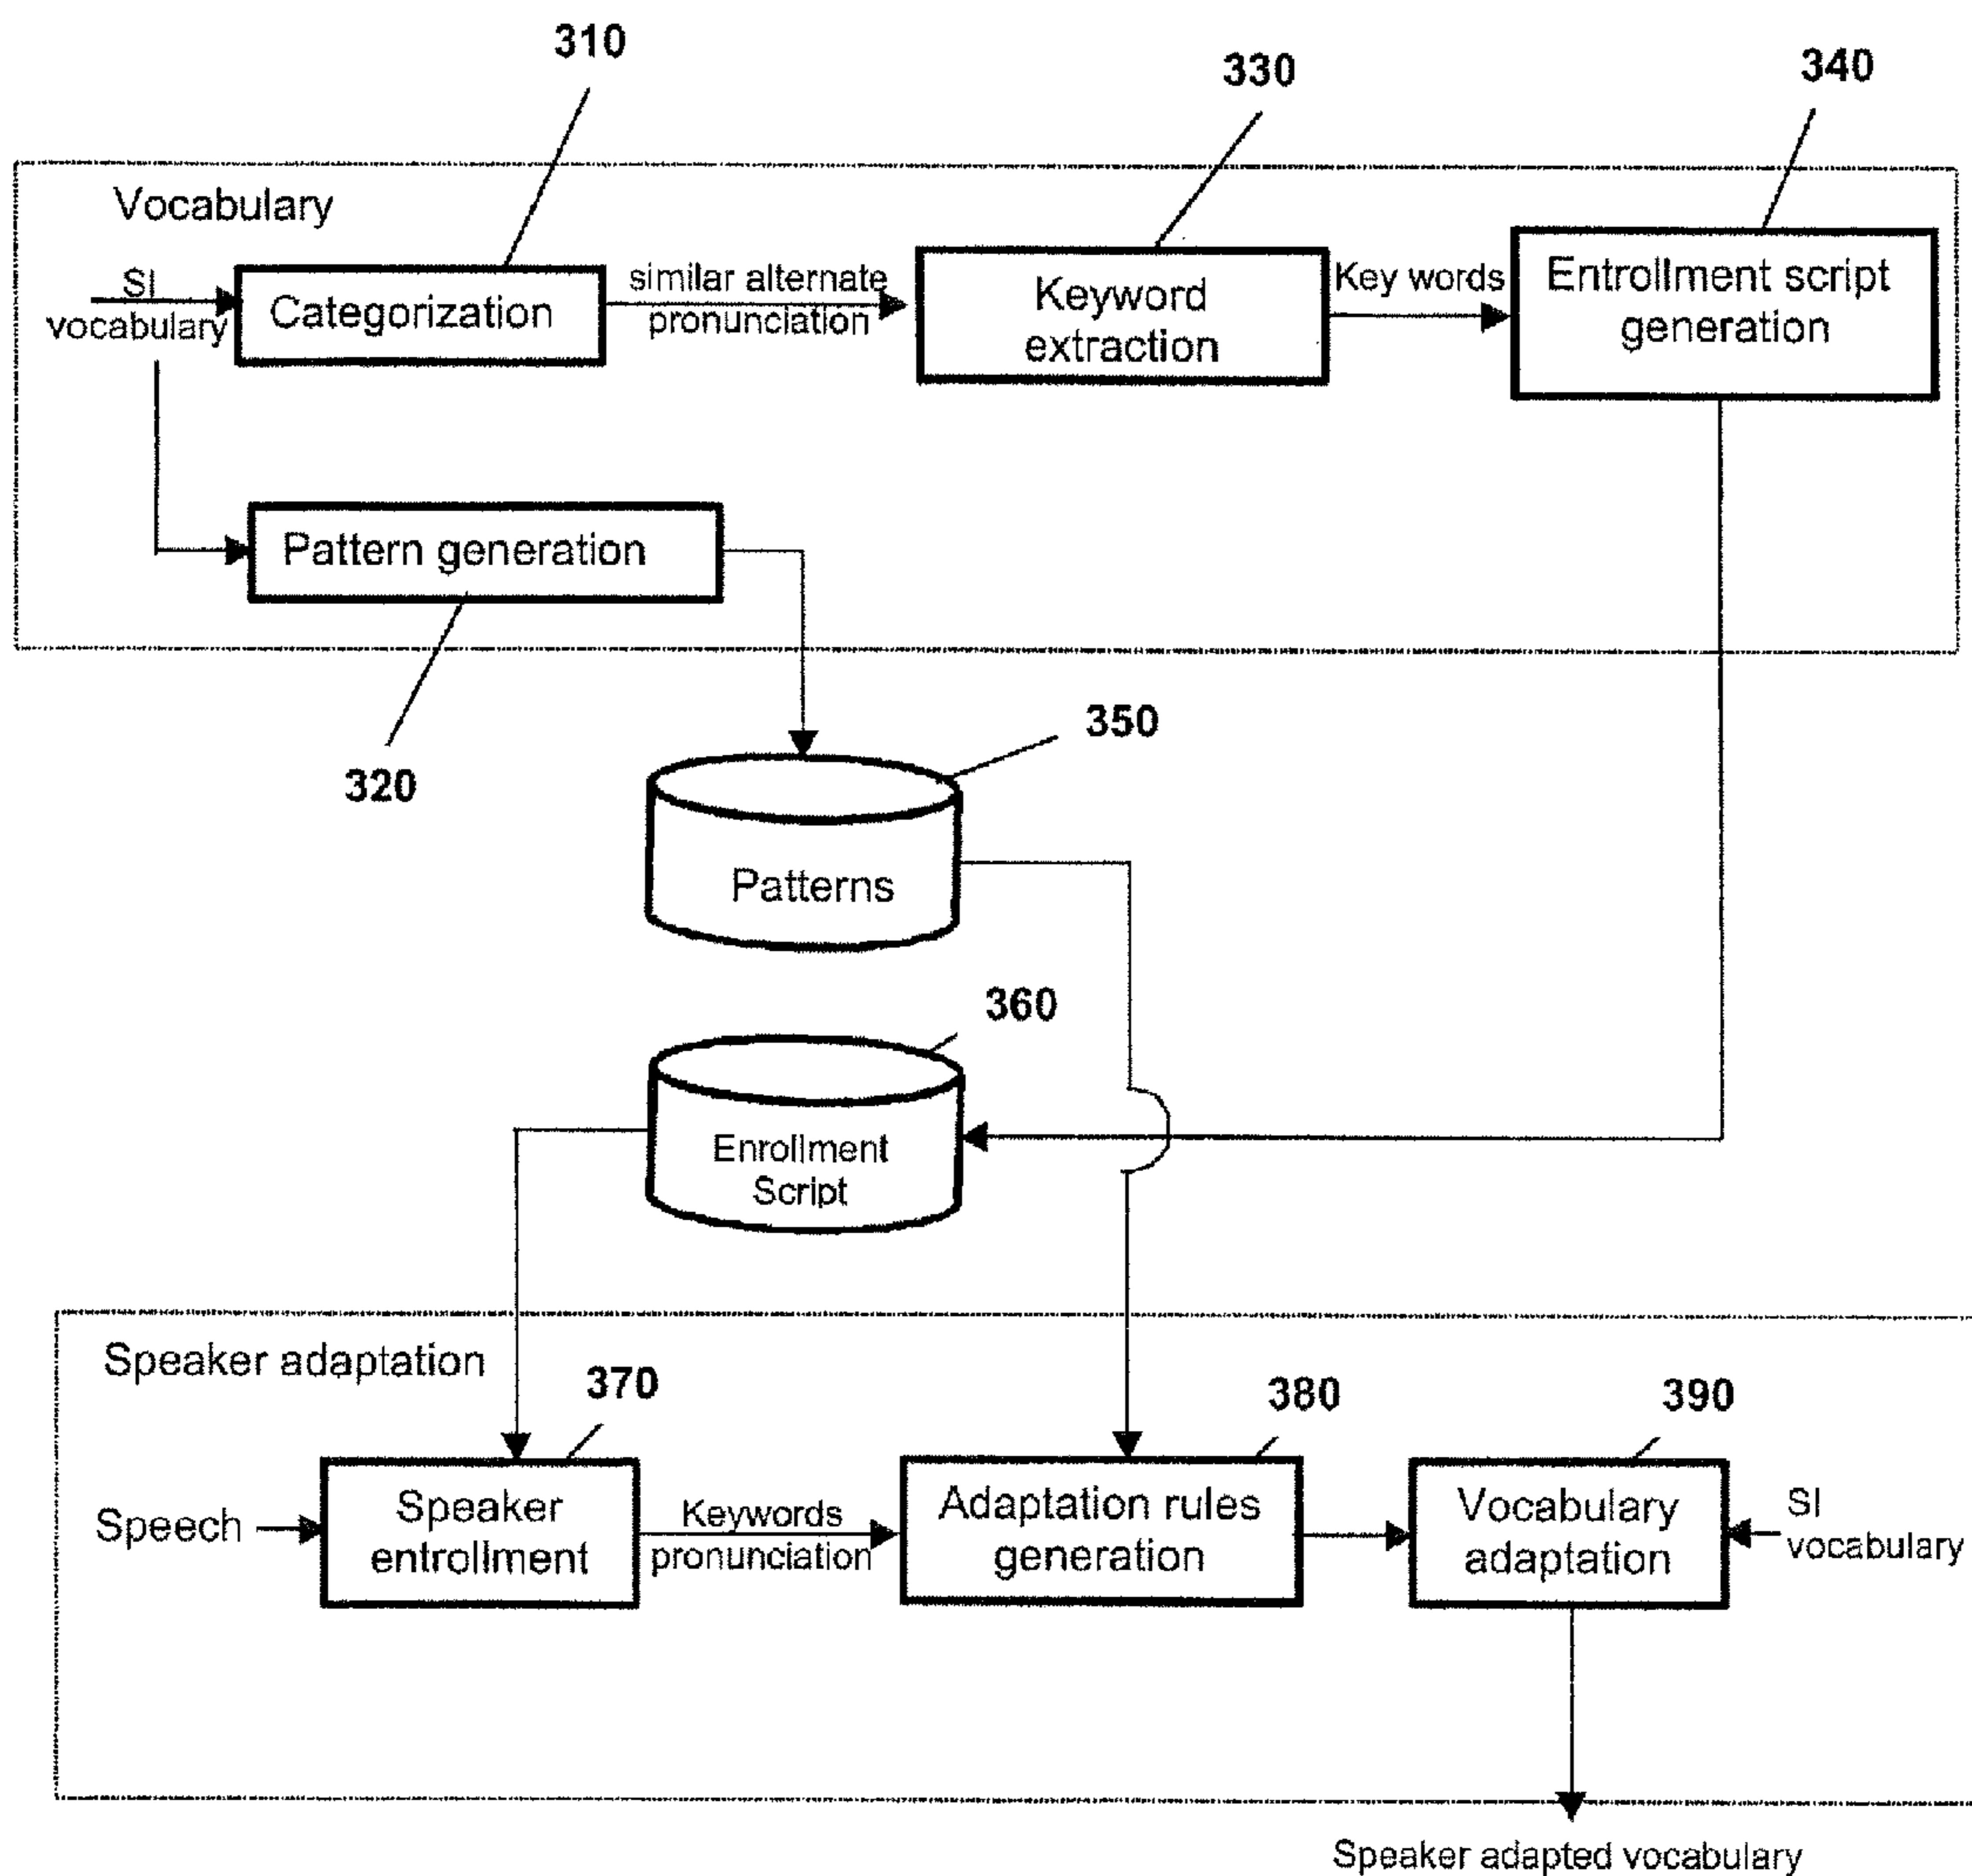 310
330
340
Vocabulary
SI
vocabulary
Categorization
similar alternate
pronunciation
Keyword
extraction
Key words
Entrollment script
generation
Pattern generation
320
350
Patterns
360
Enrollment
Script
Speaker adaptation
370
380
390
Speech
Speaker
entrollment
Keywords
pronunciation
Adaptation rules
generation
Vocabulary
adaptation
SI
vocabulary
Speaker adapted vocabulary